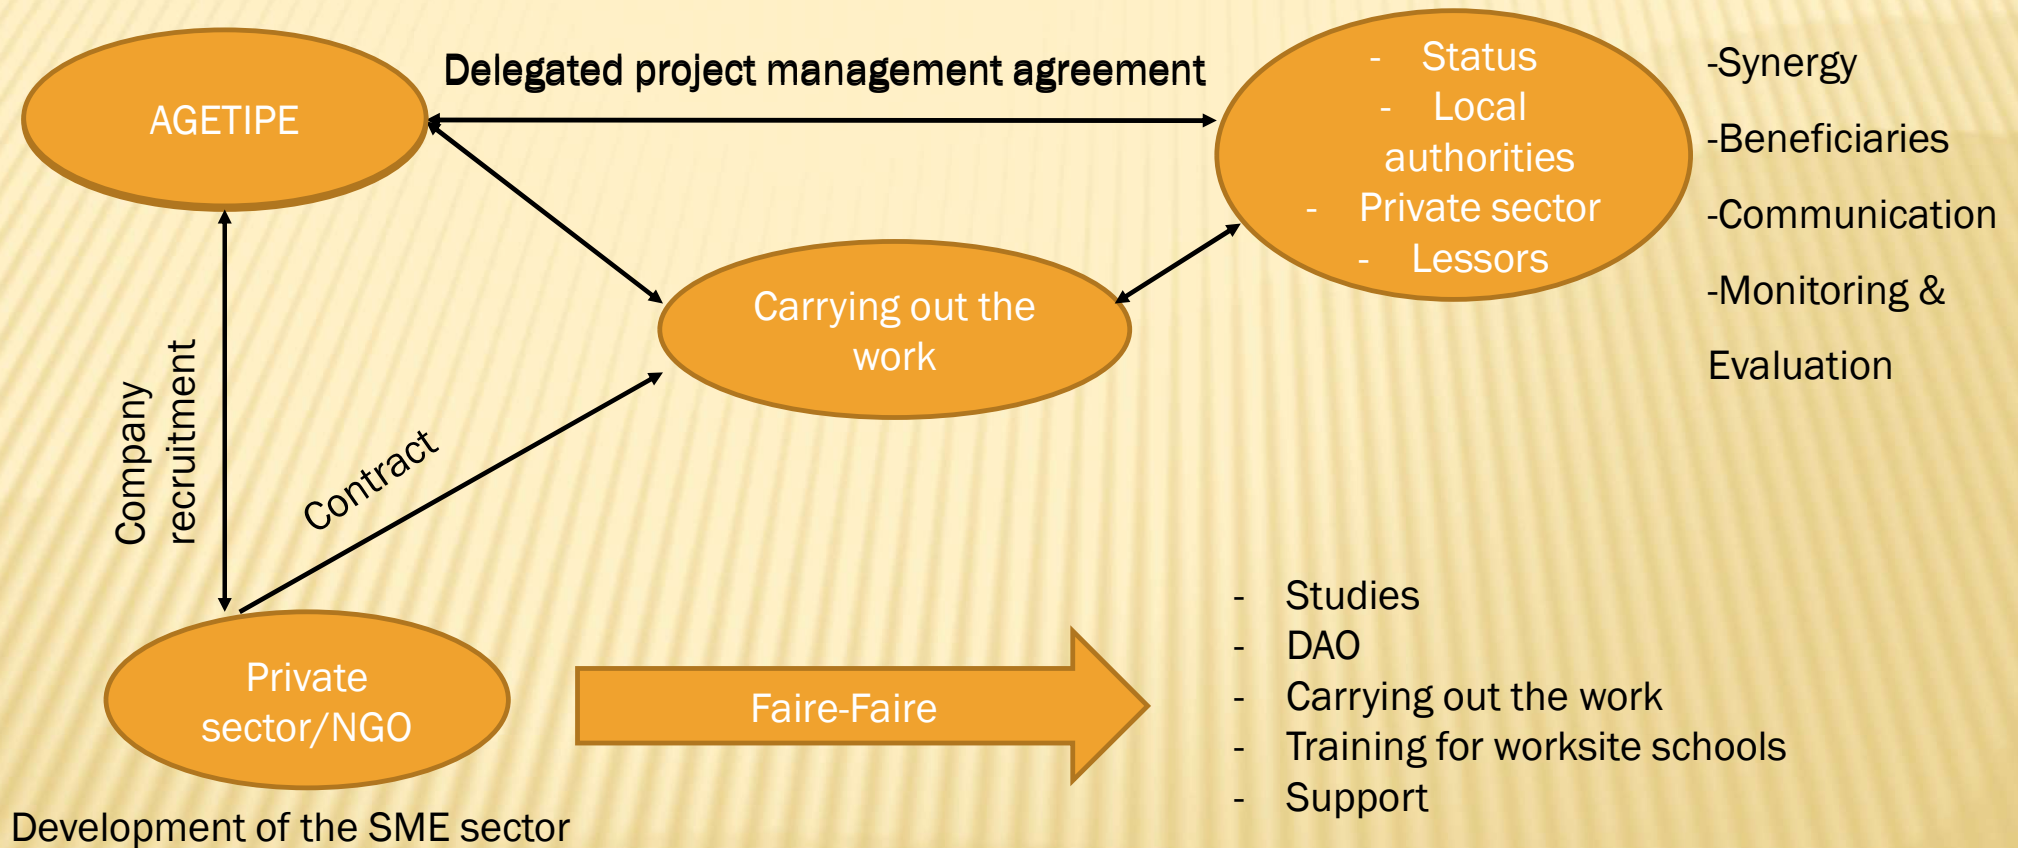 AGETIPE
Delegated project management agreement
- Status
- Local
authorities
- Private sector
- Lessors
-Synergy
-Beneficiaries
-Communication
-Monitoring &
Evaluation
Carrying out the
work
Company
recruitment
Contract
Private
sector/NGO
Faire-Faire
- Studies
- DAO
- Carrying out the work
- Training for worksite schools
- Support
Development of the SME sector